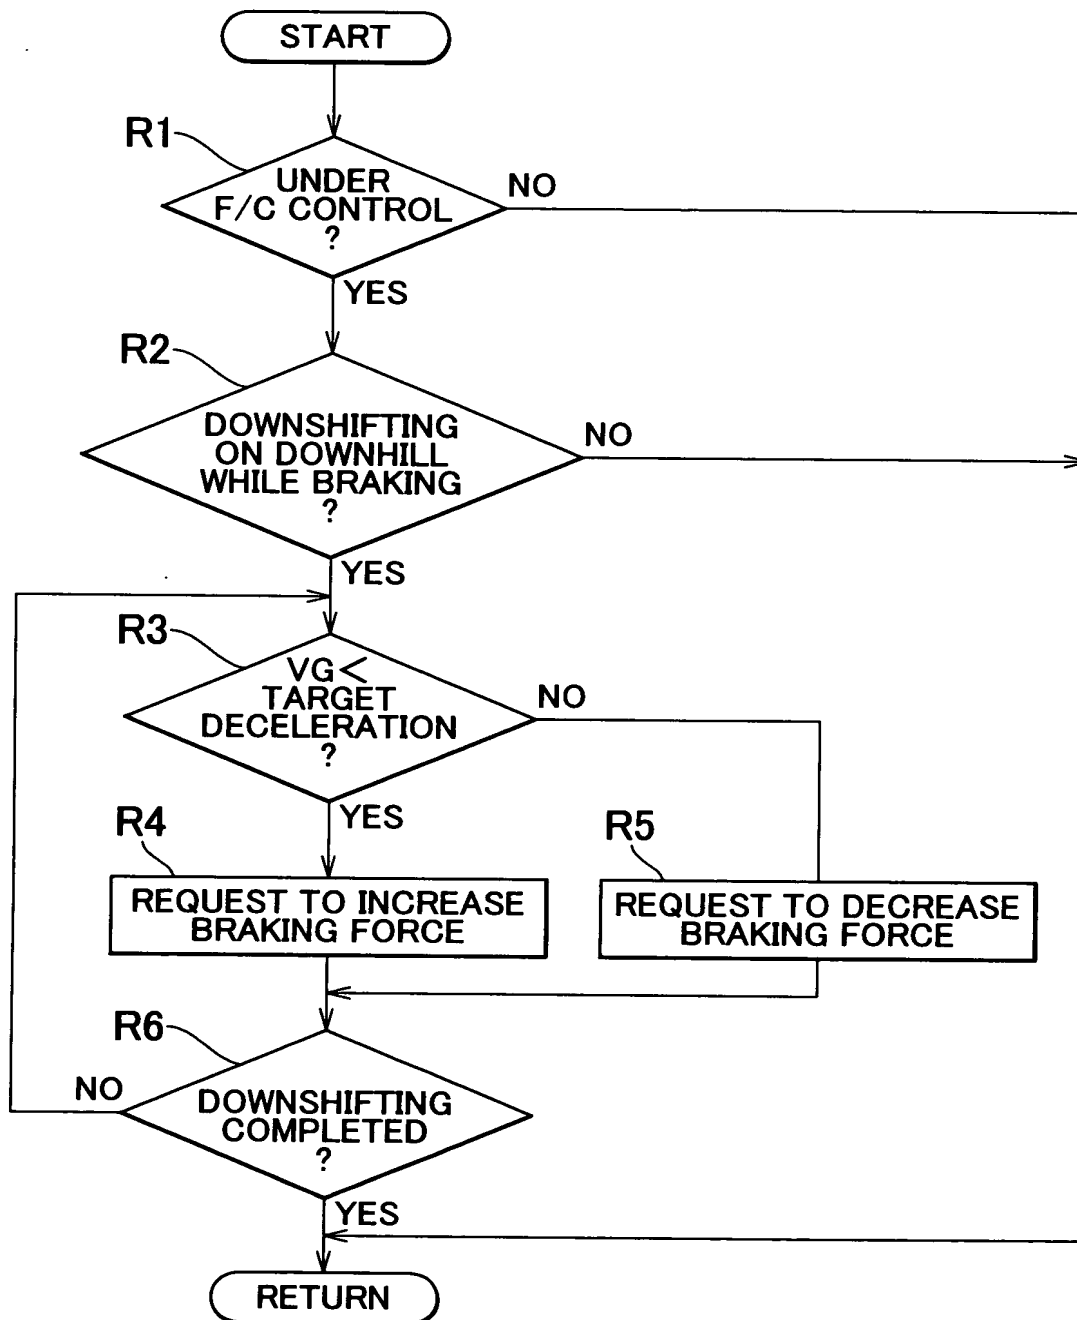 START
R1
UNDER
F/C CONTROL
?
NO
YES
R2
DOWNSHIFTING
ON DOWNHILL
WHILE BRAKING
?
NO
YES
R3
VG<
TARGET
DECELERATION
?
NO
YES
R4
REQUEST TO INCREASE
BRAKING FORCE
R5
REQUEST TO DECREASE
BRAKING FORCE
R6
NO
DOWNSHIFTING
COMPLETED
?
YES
RETURN